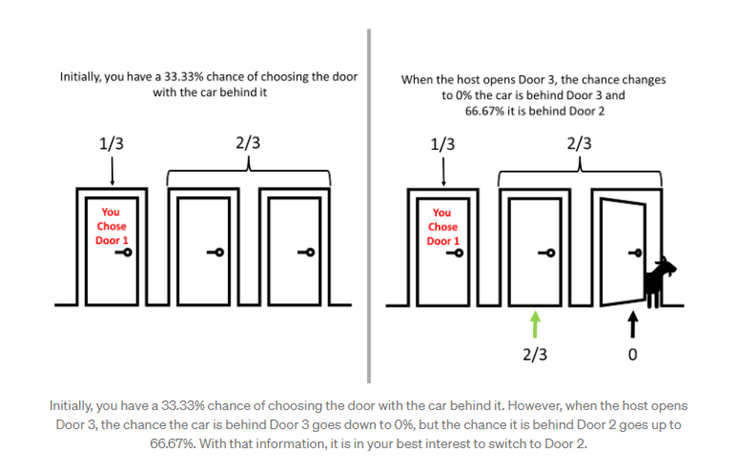 Initially, you have a 33.33% chance of choosing the door
with the car behind it
1/3
2/3
You
Chose
Door 1
When the host opens Door 3, the chance changes
to 0% the car is behind Door 3 and
66.67% it is behind Door 2
1/3
2/3
You
Chose
Door 1
2/3
0
Initially, you have a 33.33% chance of choosing the door with the car behind it. However, when the host opens
Door 3, the chance the car is behind Door 3 goes down to 0%, but the chance it is behind Door 2 goes up to
66.67%. With that information, it is in your best interest to switch to Door 2.